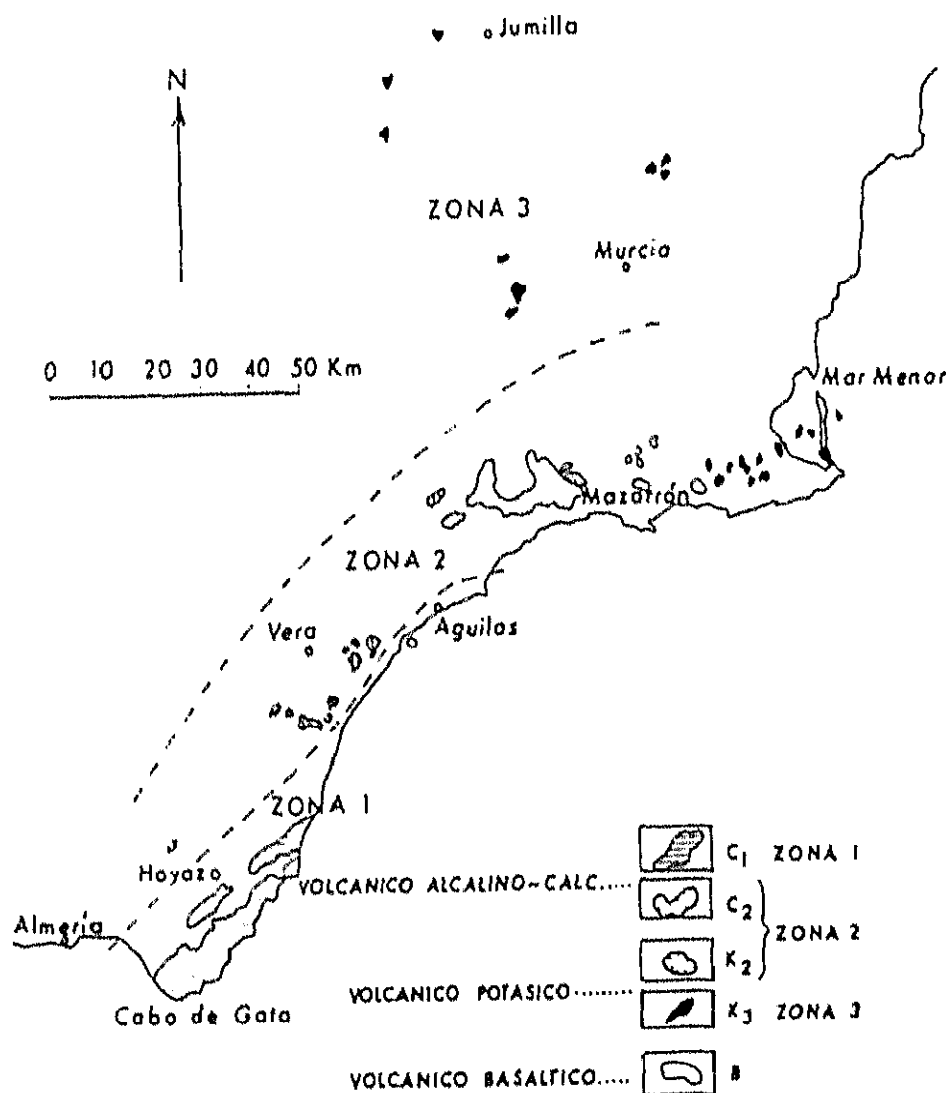 Jumilla
N
ZONA 3
Murcia
0 10 20 30 40 50 Km
Mar Menor
Mazatrón
ZONA 2
Aguilas
Vera
ZONA 1
Hoyazo
Almería
Cabo de Gata
C1 ZONA 1
VOLCANICO ALCALINO-CALC.....
C2
ZONA 2
K2
VOLCANICO POTASICO.........
K3 ZONA 3
VOLCANICO BASALTICO..... B